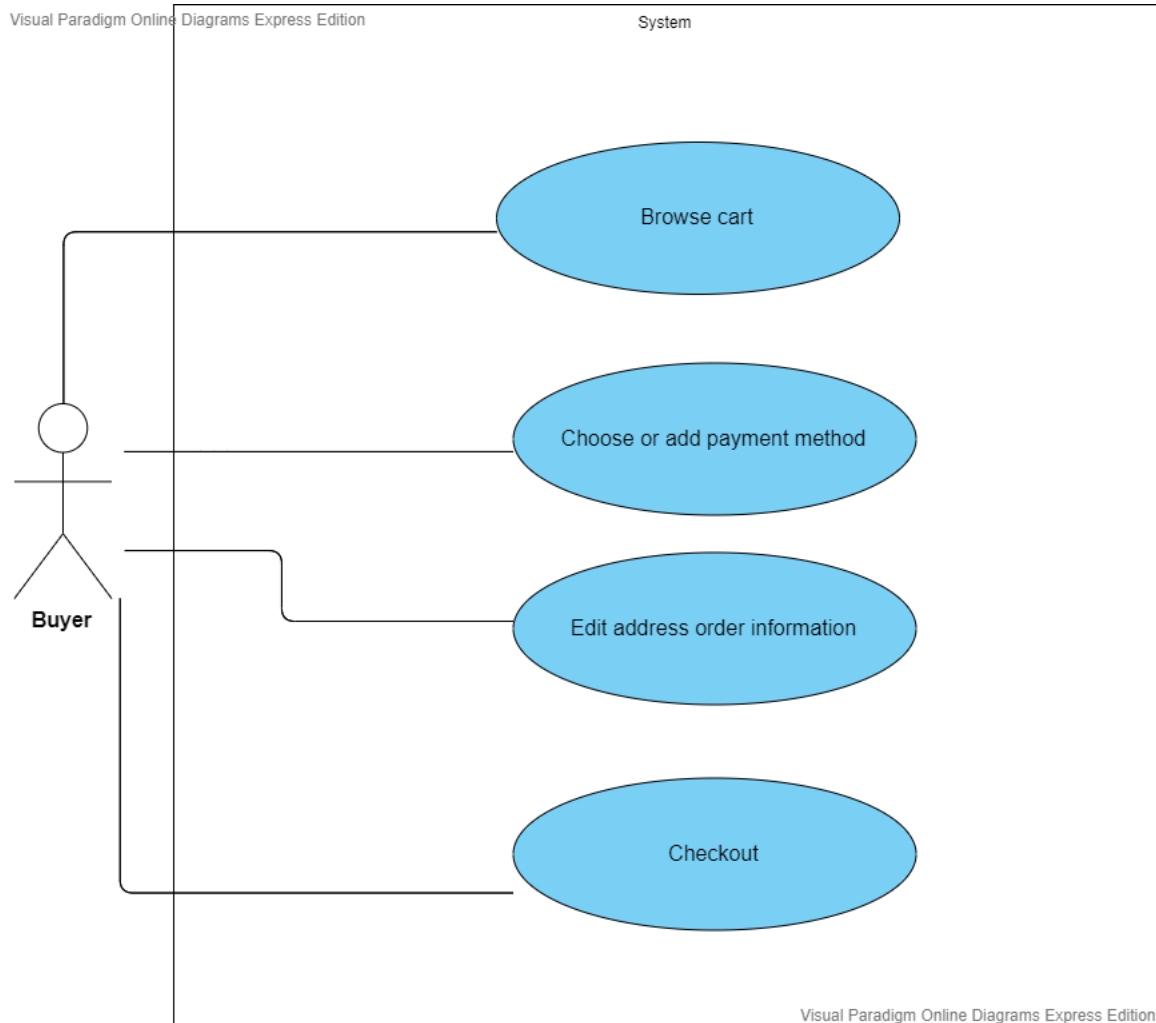 Visual Paradigm Online Diagrams Express Edition
System
Browse cart
Choose or add payment method
Buyer
Edit address order information
Checkout
Visual Paradigm Online Diagrams Express Edition